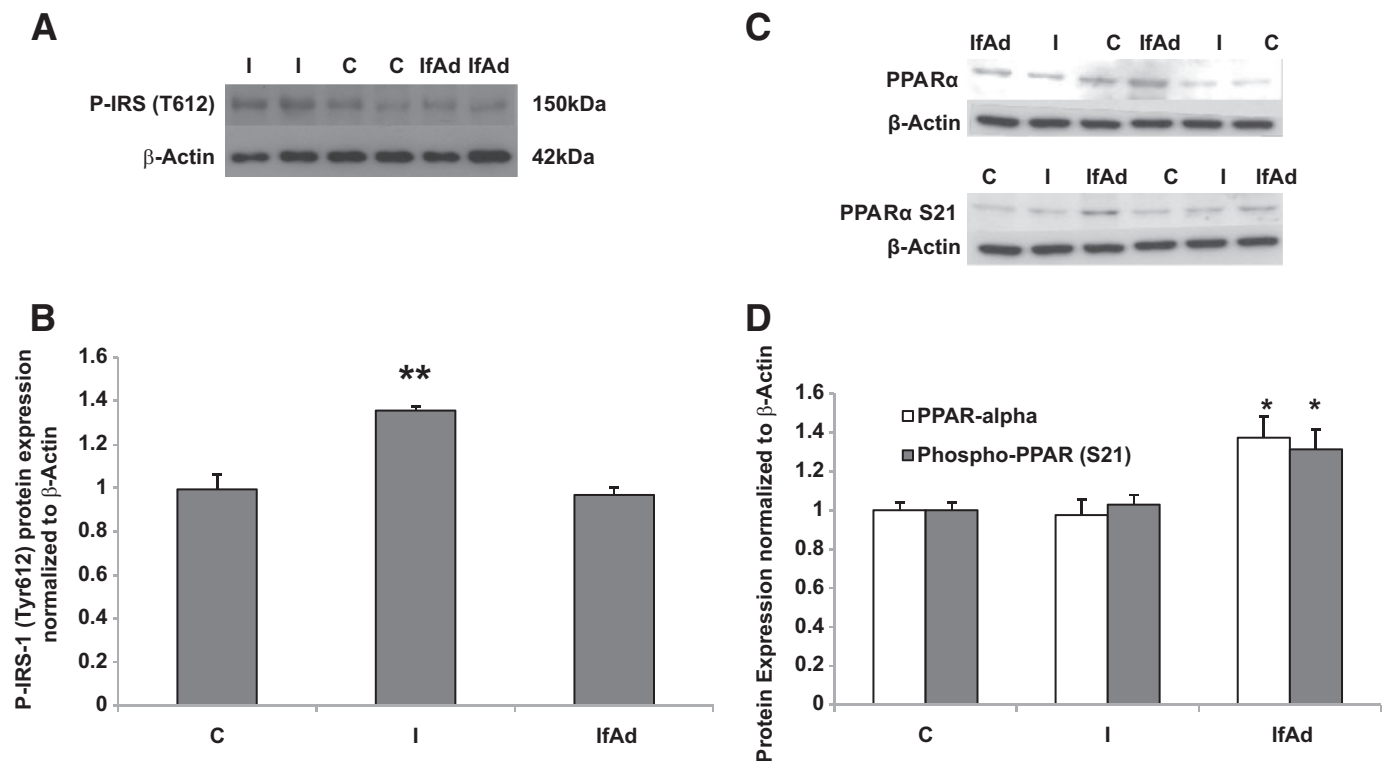 A
I I C C IfAd IfAd
P-IRS (T612) 150kDa
β-Actin 42kDa
B
P-IRS-1 (Tyr612) protein expression
normalized to β-Actin
1.6
1.4
1.2
1
0.8
0.6
0.4
0.2
0
**
C I IfAd
C
IfAd I C IfAd I C
PPARα
β-Actin
C I IfAd C I IfAd
PPARα S21
β-Actin
D
Protein Expression normalized to β-Actin
1.6
1.4
1.2
1
0.8
0.6
0.4
0.2
0
PPAR-alpha
Phospho-PPAR (S21)
* *
C I IfAd